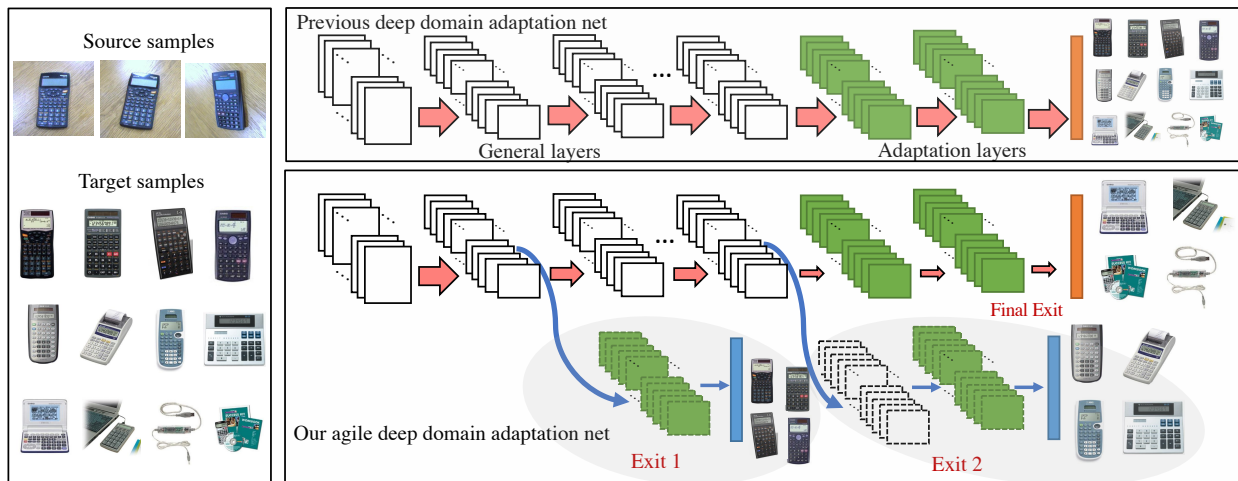 Source samples
Target samples
Previous deep domain adaptation net
...
General layers
Adaptation layers
...
Final Exit
Our agile deep domain adaptation net
Exit 1
Exit 2